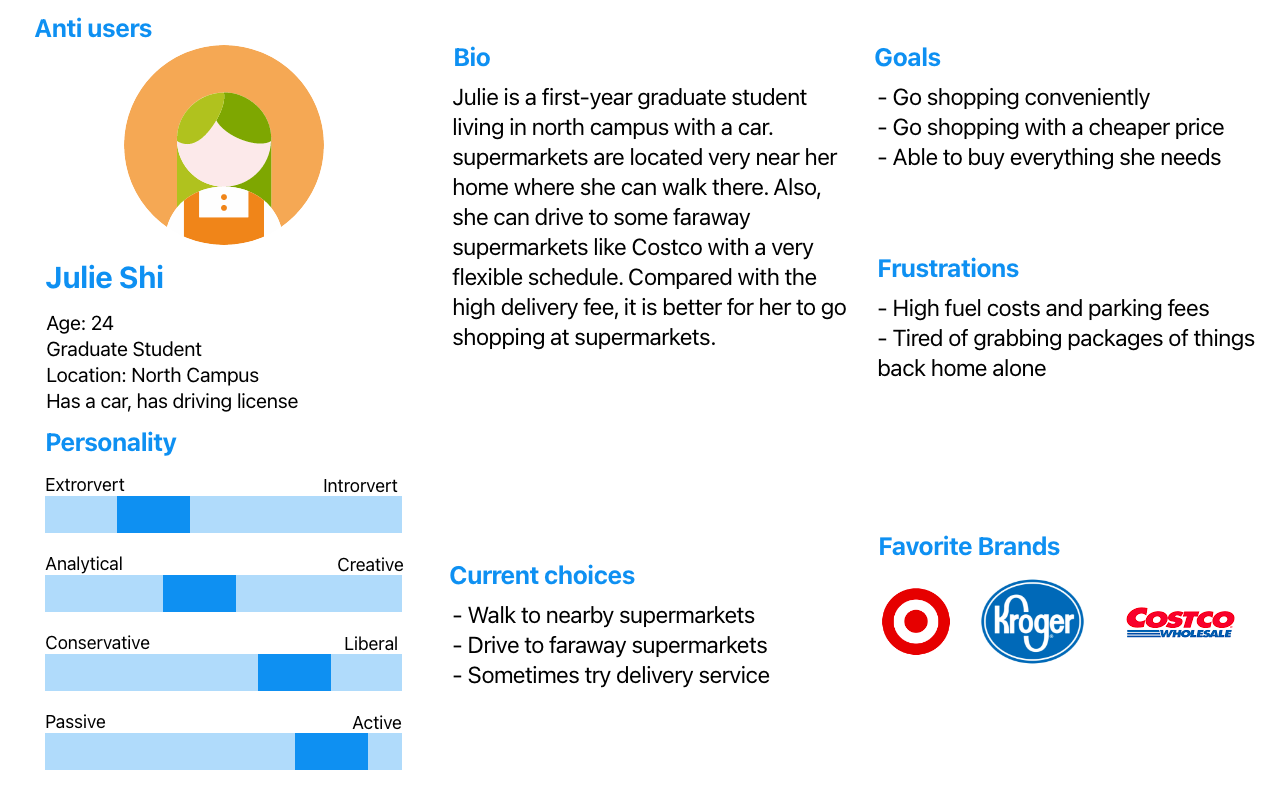 Anti users
Julie Shi
Age: 24
Graduate Student
Location: North Campus
Has a car, has driving license
Personality
Extrorvert
Introrvert
Analytical
Creative
Conservative
Liberal
Passive
Active
Bio
Julie is a first-year graduate student
living in north campus with a car.
supermarkets are located very near her
home where she can walk there. Also,
she can drive to some faraway
supermarkets like Costco with a very
flexible schedule. Compared with the
high delivery fee, it is better for her to go
shopping at supermarkets.
Current choices
- Walk to nearby supermarkets
- Drive to faraway supermarkets
- Sometimes try delivery service
Goals
- Go shopping conveniently
- Go shopping with a cheaper price
- Able to buy everything she needs
Frustrations
- High fuel costs and parking fees
- Tired of grabbing packages of things
back home alone
Favorite Brands
Kroger
COSTCO
WHOLESALE